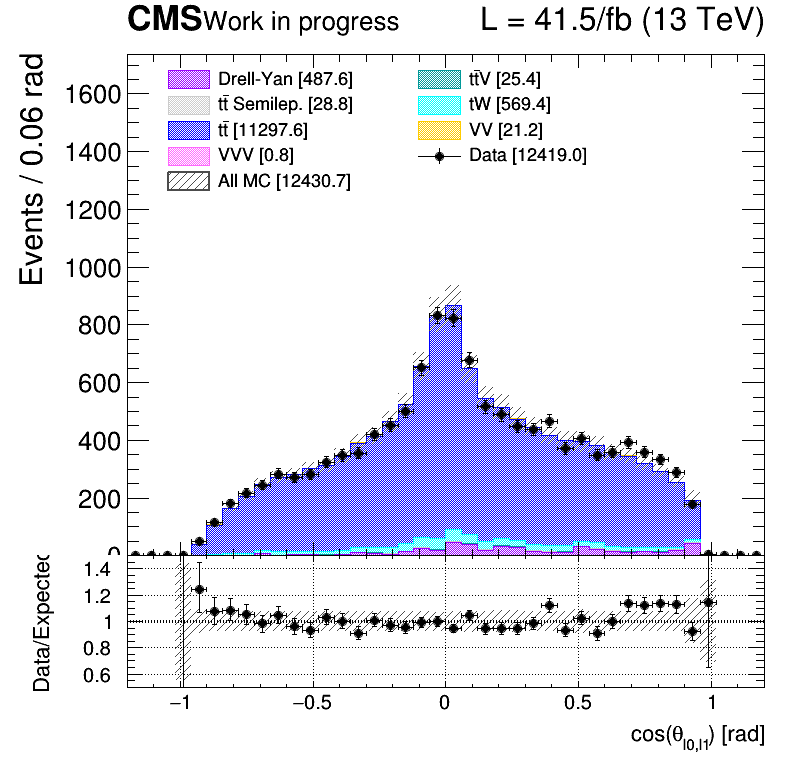 CMS Work in progress L = 41.5/fb (13 TeV)
Events / 0.06 rad
Drell-Yan [487.6]
tt̄V [25.4]
tt̄ Semilep. [28.8]
tW [569.4]
tt̄ [11297.6]
VV [21.2]
VVV [0.8]
Data [12419.0]
All MC [12430.7]
1600
1400
1200
1000
800
600
400
200
0
Data/Expected
1.4
1.2
1
0.8
0.6
−1 −0.5 0 0.5 1
cos(θ_l0,l1) [rad]